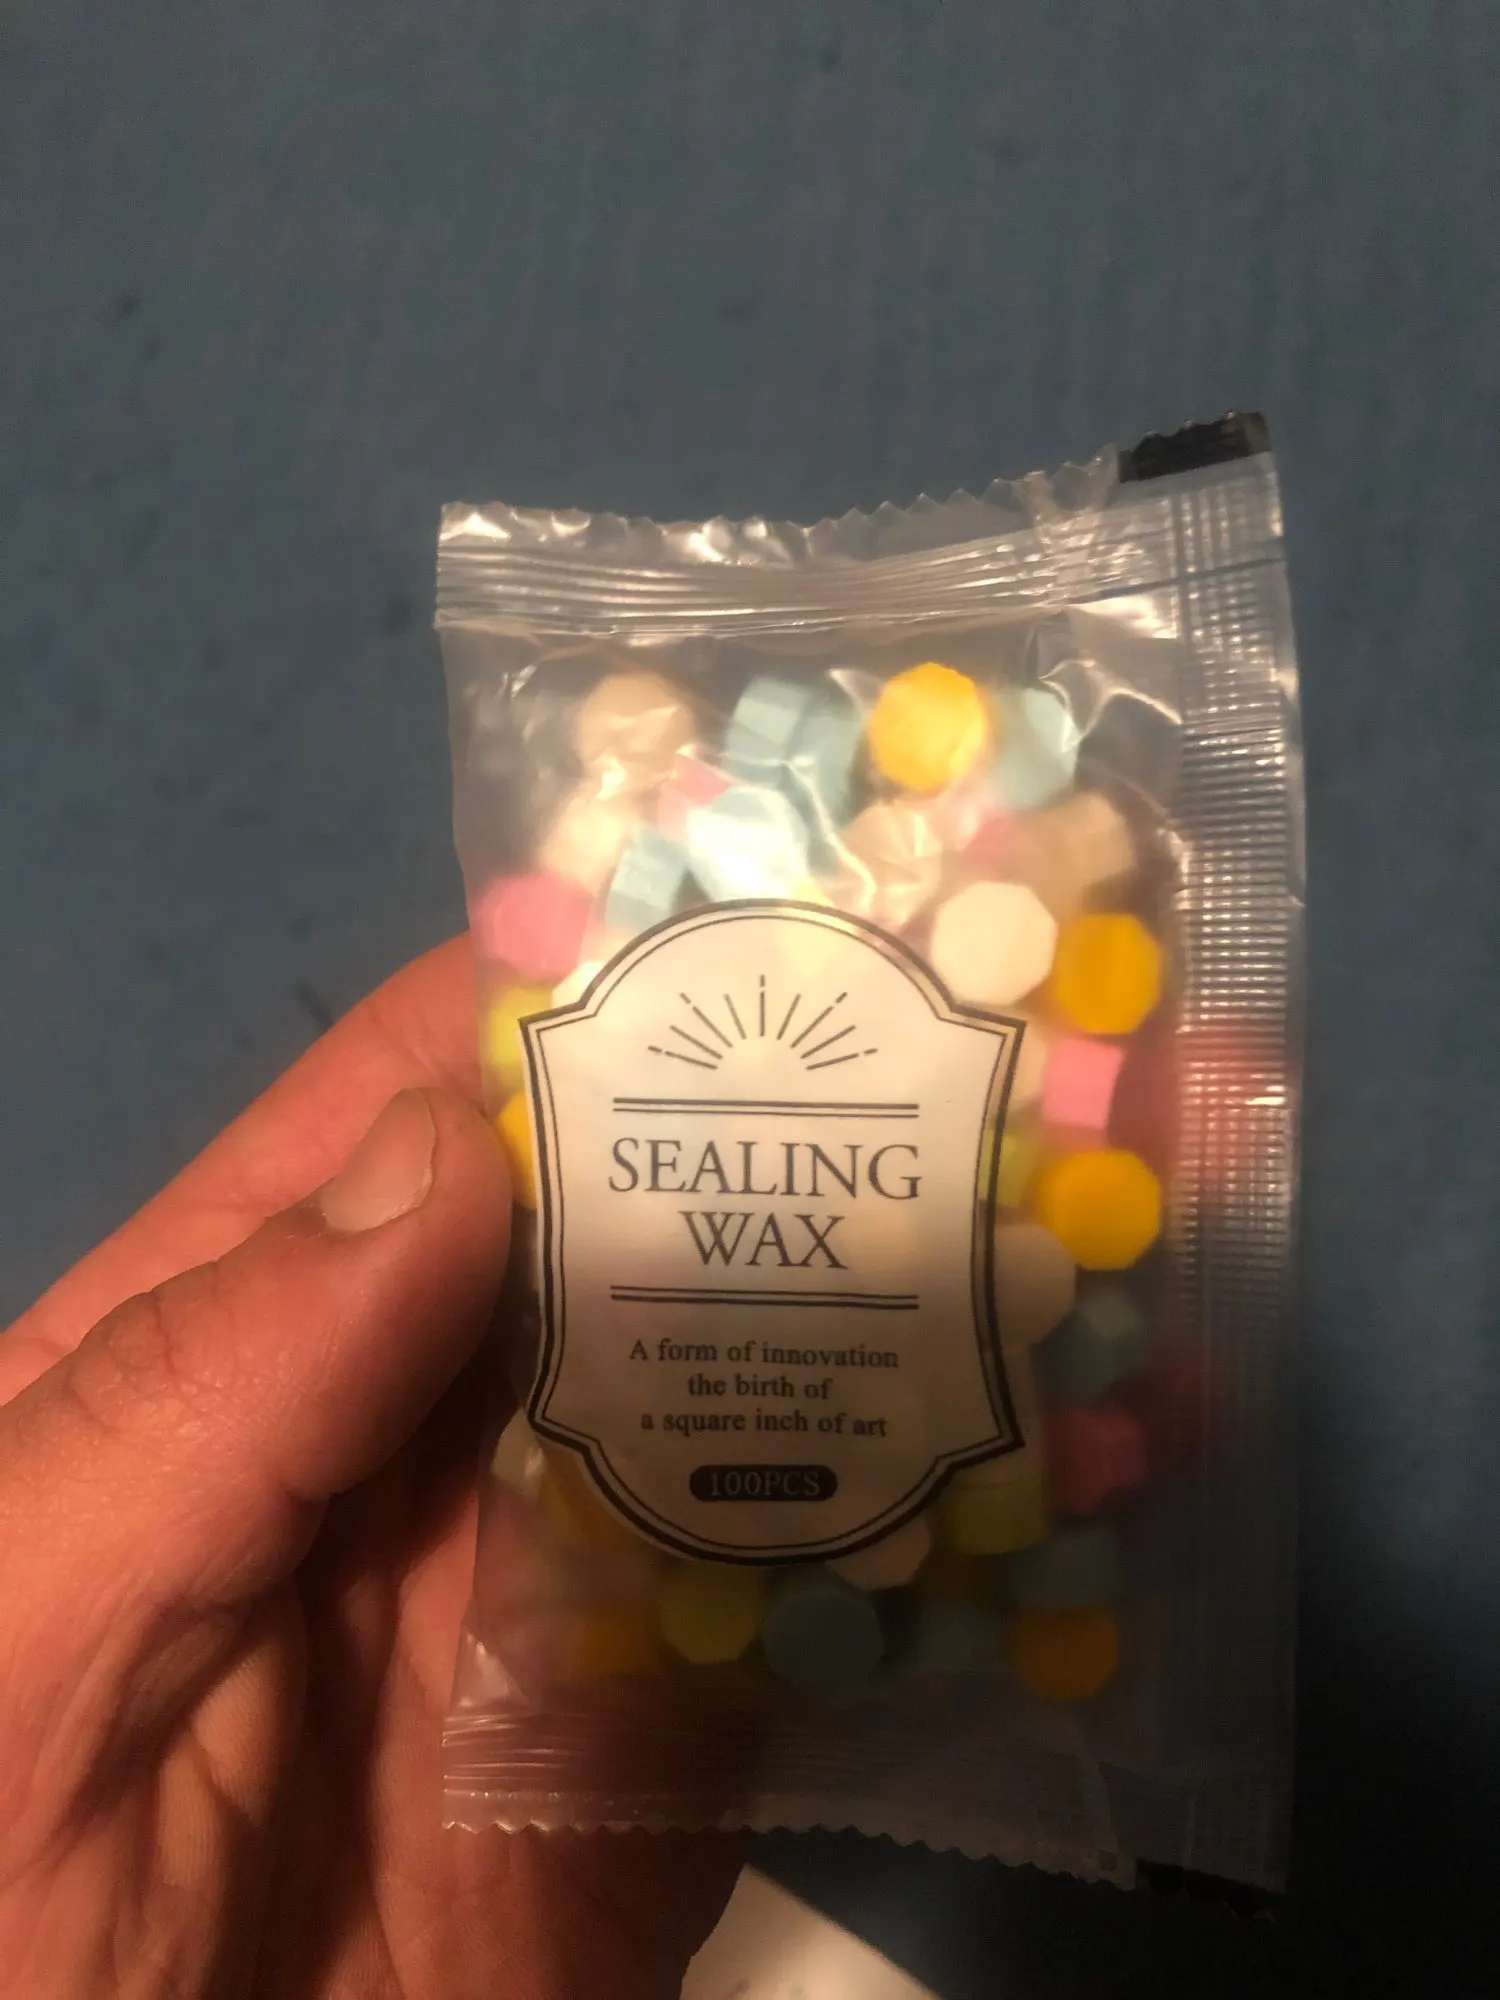 SEALING
WAX
A form of innovation
the birth of
a square inch of art
100PCS